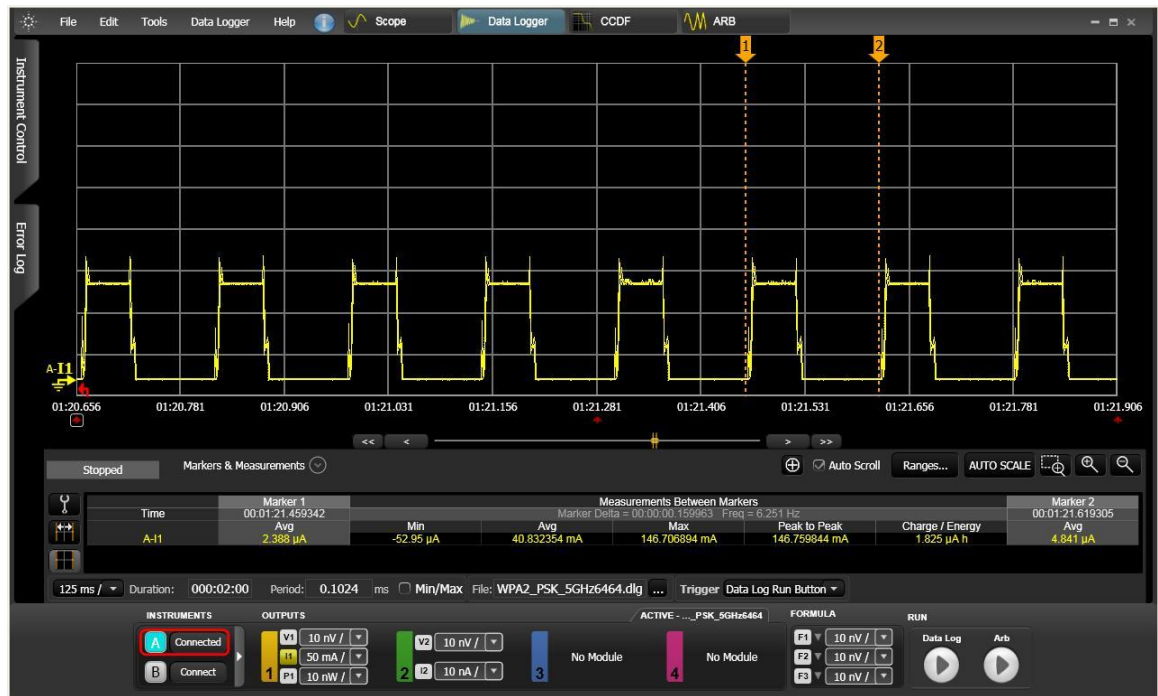 File Edit Tools Data Logger Help Scope Data Logger CCDF ARB
Instrument Control
Error Log
1 2
A-I1
01:20.656 01:20.781 01:20.906 01:21.031 01:21.156 01:21.281 01:21.406 01:21.531 01:21.656 01:21.781 01:21.906
<< < > >>
Stopped Markers & Measurements Auto Scroll Ranges... AUTO SCALE
Marker 1 Measurements Between Markers Marker 2
Time 00:01:21.459342 Marker Delta = 00:00:00.159963 Freq = 6.251 Hz 00:01:21.619305
Avg Min Avg Max Peak to Peak Charge / Energy Avg
A-I1 2.388 µA -52.95 µA 40.832354 mA 146.706894 mA 146.759844 mA 1.825 µA h 4.841 µA
125 ms / Duration: 000:02:00 Period: 0.1024 ms Min/Max File: WPA2_PSK_5GHz6464.dlg ... Trigger Data Log Run Button
INSTRUMENTS OUTPUTS ACTIVE - ..._PSK_5GHz6464 FORMULA RUN
A Connected V1 10 nV / V2 10 nV / F1 10 nV / Data Log Arb
1 I1 50 mA / 2 3 No Module 4 No Module F2 10 nV /
B Connect P1 10 nW / I2 10 nA / F3 10 nV /